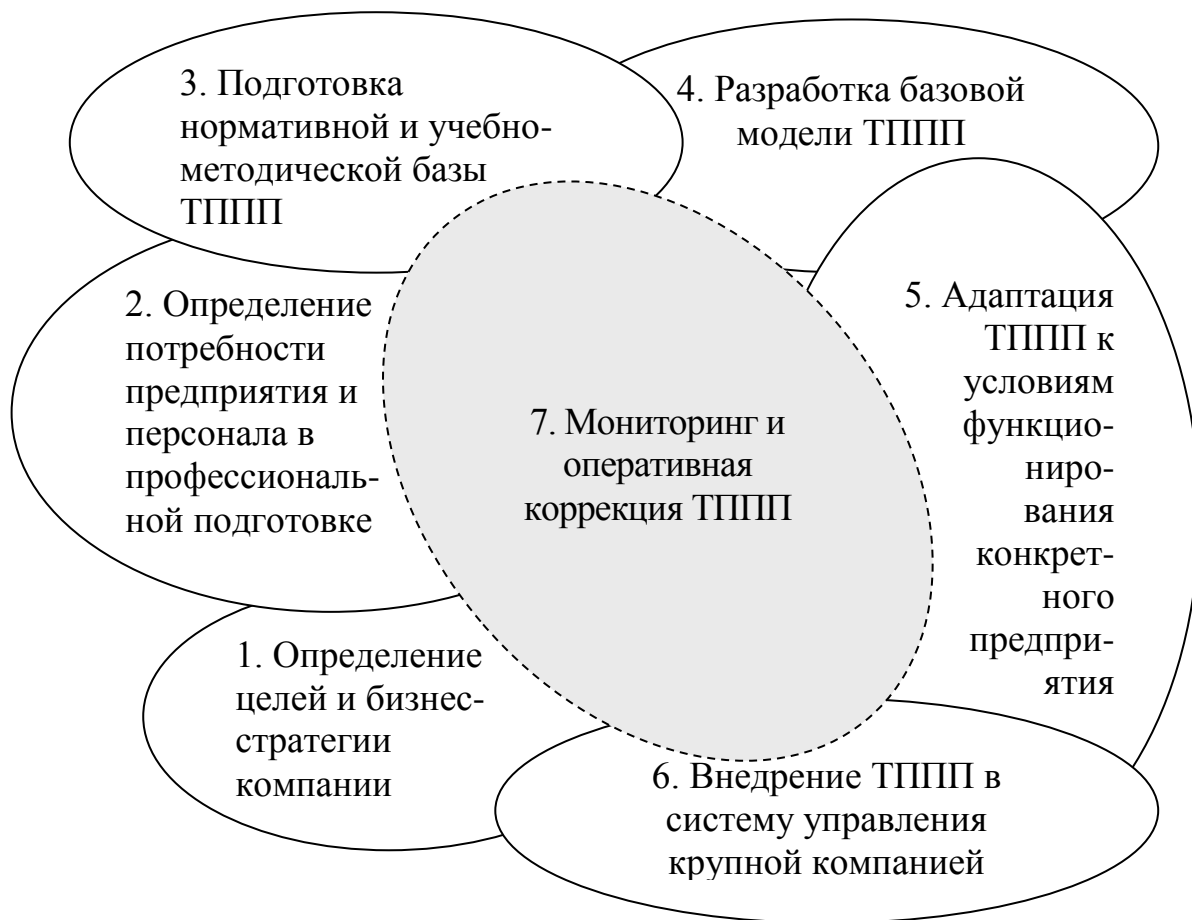 3. Подготовка
нормативной и учебно-
методической базы
ТППП
4. Разработка базовой
модели ТППП
2. Определение
потребности
предприятия и
персонала в
профессиональ-
ной подготовке
5. Адаптация
ТППП к
условиям
функцио-
ниро-
вания
конкрет-
ного
предпри-
ятия
7. Мониторинг и
оперативная
коррекция ТППП
1. Определение
целей и бизнес-
стратегии
компании
6. Внедрение ТППП в
систему управления
крупной компанией